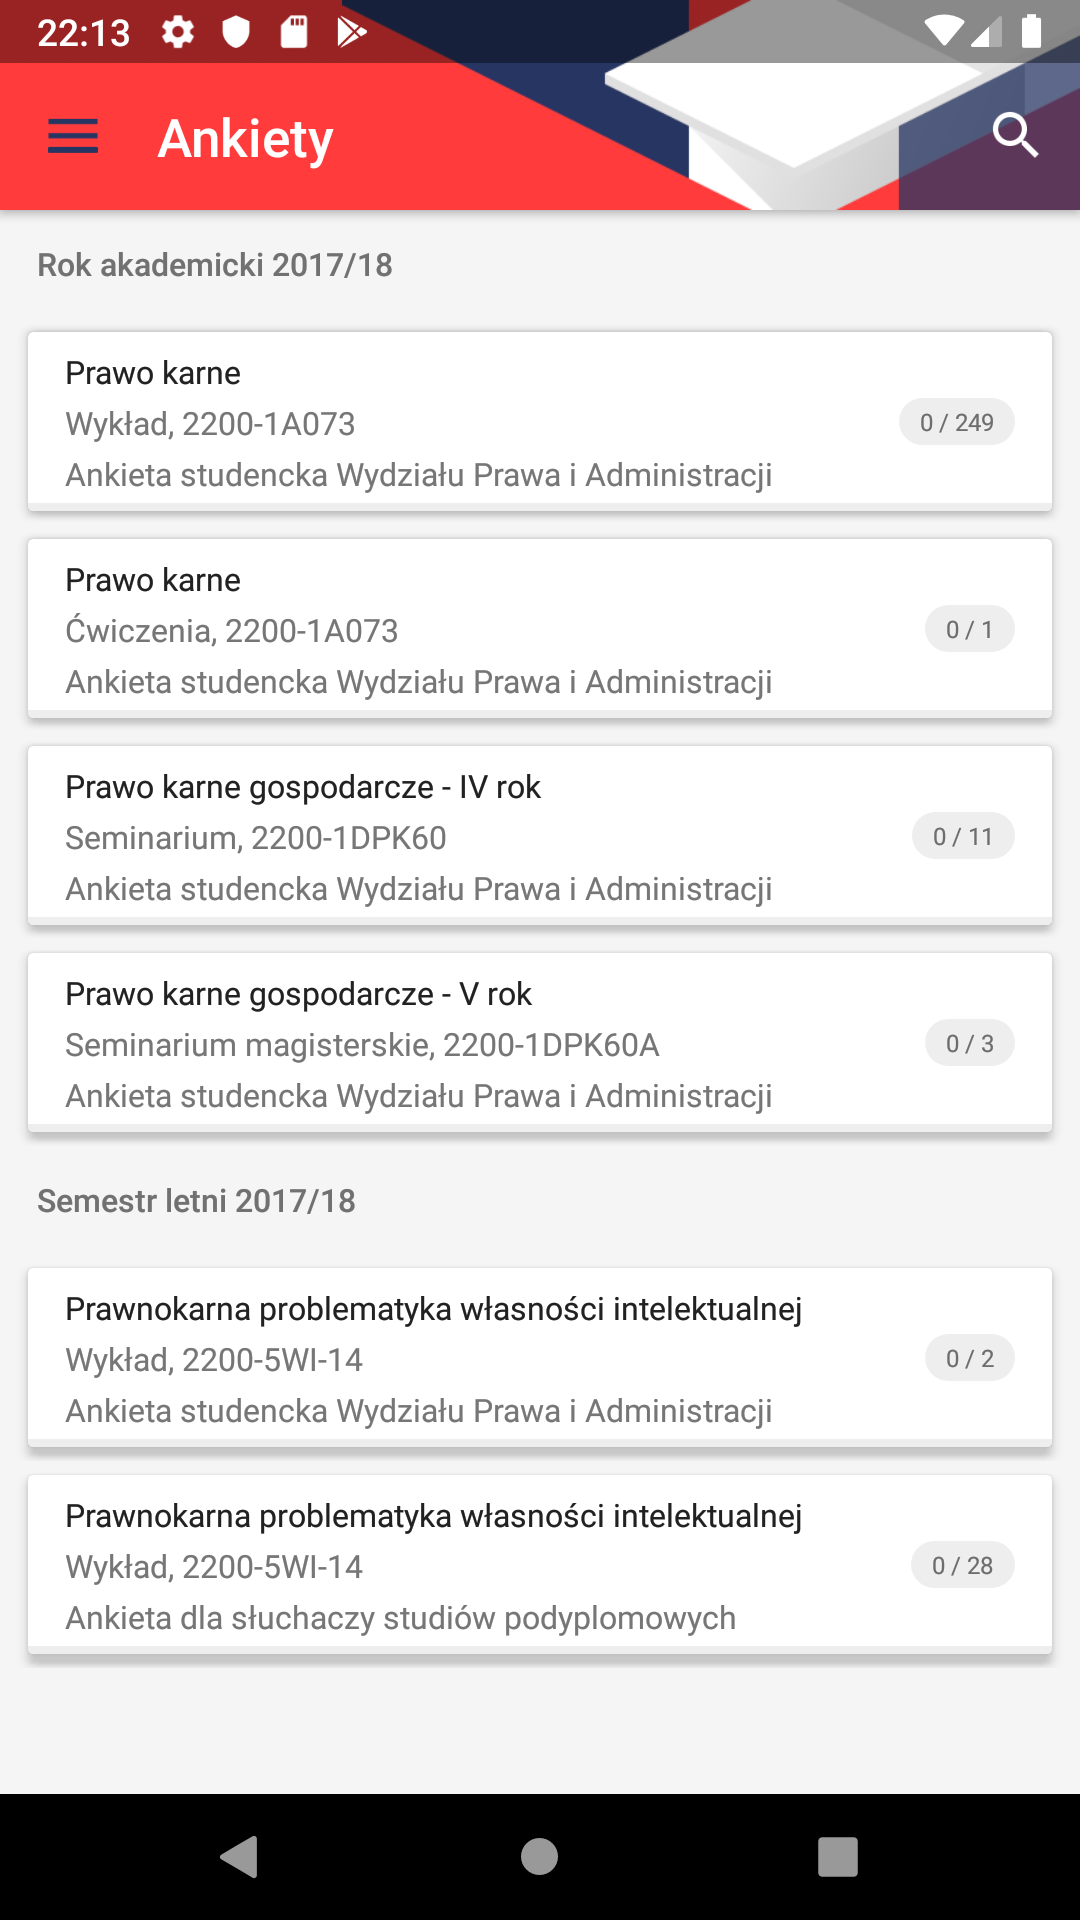 22:13
Ankiety
Rok akademicki 2017/18
Prawo karne
Wykład, 2200-1A073
0 / 249
Ankieta studencka Wydziału Prawa i Administracji
Prawo karne
Ćwiczenia, 2200-1A073
0 / 1
Ankieta studencka Wydziału Prawa i Administracji
Prawo karne gospodarcze - IV rok
Seminarium, 2200-1DPK60
0 / 11
Ankieta studencka Wydziału Prawa i Administracji
Prawo karne gospodarcze - V rok
Seminarium magisterskie, 2200-1DPK60A
0 / 3
Ankieta studencka Wydziału Prawa i Administracji
Semestr letni 2017/18
Prawnokarna problematyka własności intelektualnej
Wykład, 2200-5WI-14
0 / 2
Ankieta studencka Wydziału Prawa i Administracji
Prawnokarna problematyka własności intelektualnej
Wykład, 2200-5WI-14
0 / 28
Ankieta dla słuchaczy studiów podyplomowych